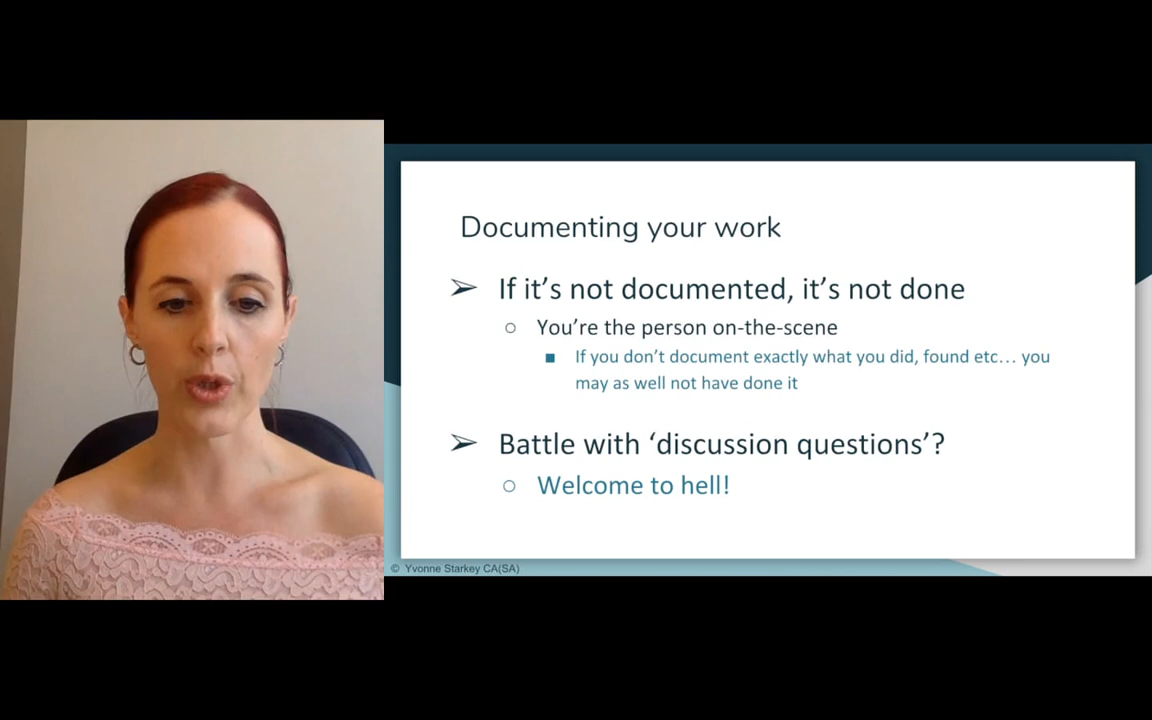 Documenting your work
➢ If it's not documented, it's not done
○ You're the person on-the-scene
■ If you don't document exactly what you did, found etc… you
may as well not have done it
➢ Battle with ‘discussion questions’?
○ Welcome to hell!
© Yvonne Starkey CA(SA)